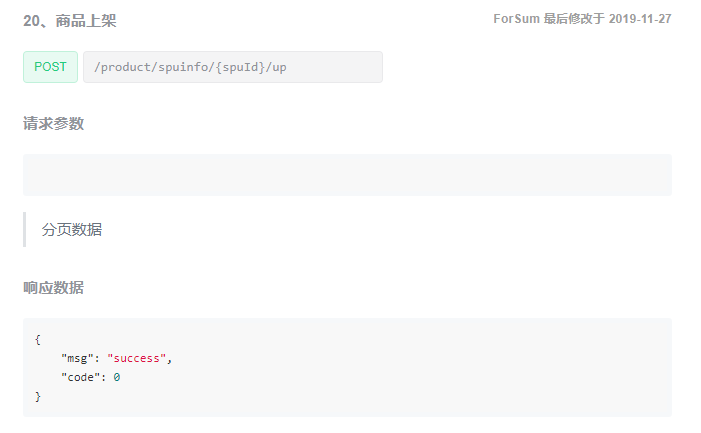 20、商品上架
ForSum 最后修改于 2019-11-27
POST /product/spuinfo/{spuId}/up
请求参数
分页数据
响应数据
{
"msg": "success",
"code": 0
}